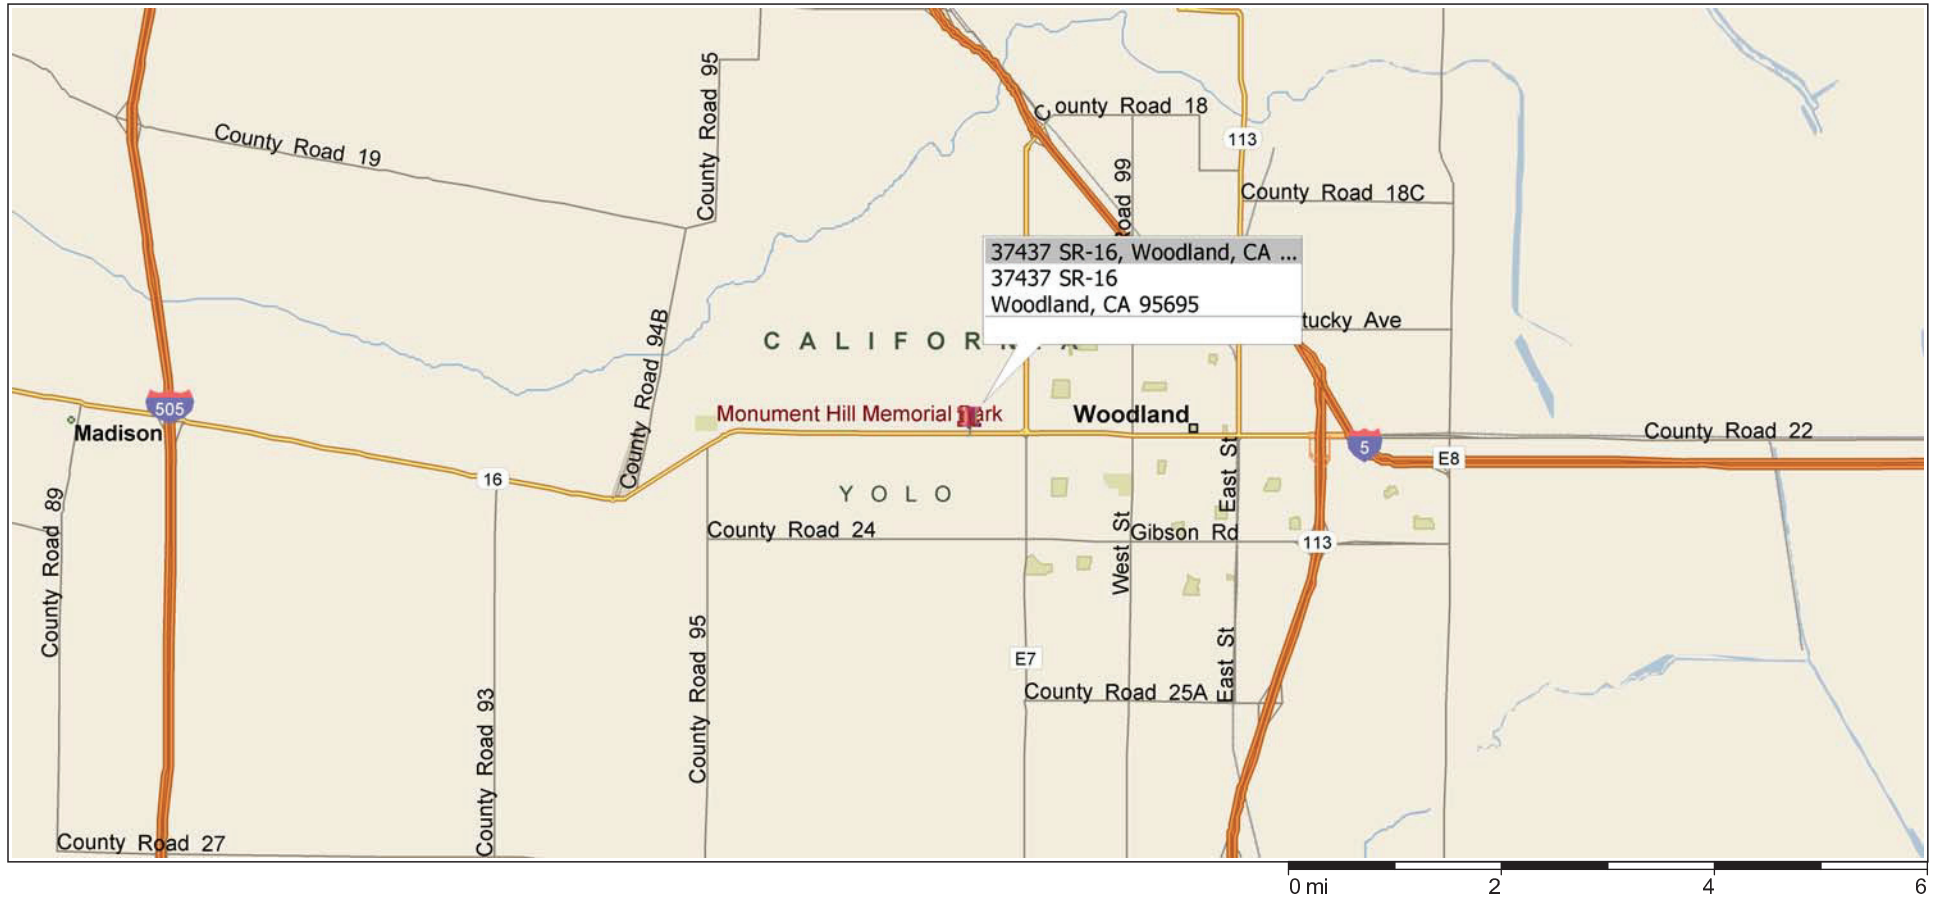 County Road 95
County Road 18
113
County Road 19
Road 99
County Road 18C
37437 SR-16, Woodland, CA ...
37437 SR-16
Woodland, CA 95695
tucky Ave
County Road 94B
CALIFORNIA
505
Monument Hill Memorial Park
Woodland
Madison
County Road 22
5
E8
16
East St
YOLO
County Road 89
County Road 24
West St
Gibson Rd
113
County Road 95
E7
East St
County Road 25A
County Road 93
County Road 27
0 mi 2 4 6